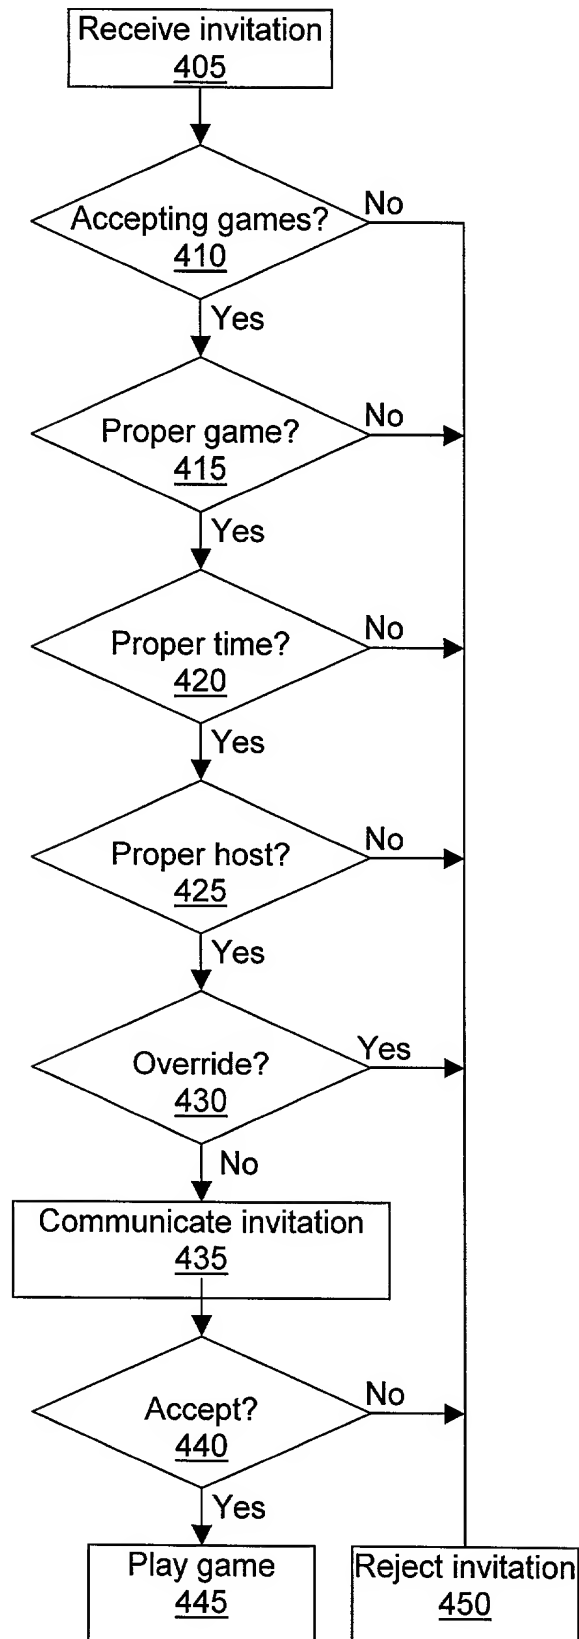 Receive invitation
405
Accepting games?
410
No
Yes
Proper game?
415
No
Yes
Proper time?
420
No
Yes
Proper host?
425
No
Yes
Override?
430
Yes
No
Communicate invitation
435
Accept?
440
No
Yes
Play game
445
Reject invitation
450